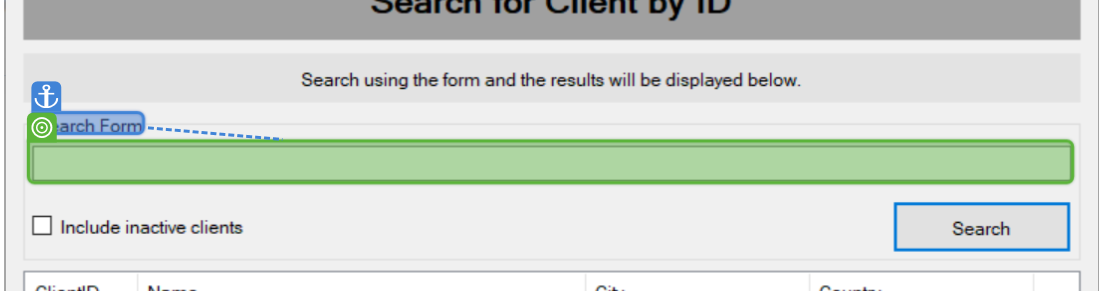 Search for Client by ID
Search using the form and the results will be displayed below.
earch Form
Include inactive clients
Search
ClientID Name City Country